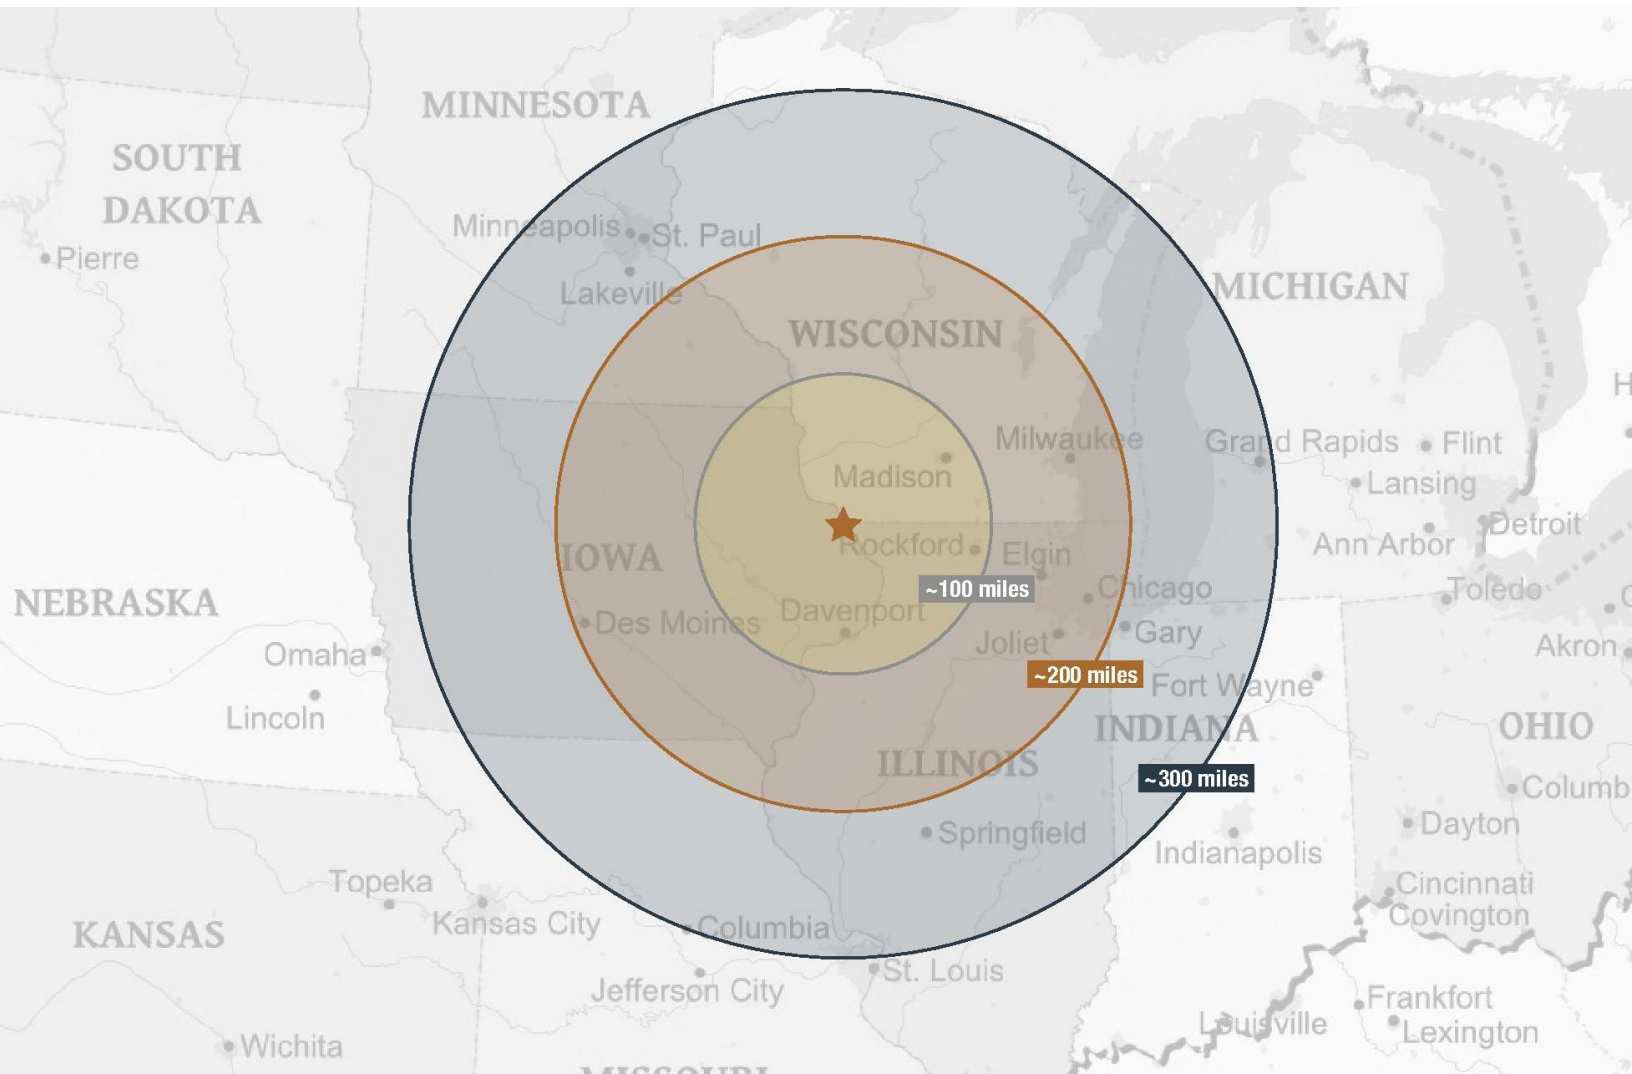 MINNESOTA
SOUTH
DAKOTA
Minneapolis
St. Paul
Pierre
Lakeville
MICHIGAN
WISCONSIN
H
Milwaukee
Grand Rapids
Flint
Madison
Lansing
Detroit
Rockford
Elgin
Ann Arbor
IOWA
~100 miles
Chicago
Toledo
C
NEBRASKA
Davenport
Des Moines
Joliet
Gary
Akron
Omaha
~200 miles
Fort Wayne
Lincoln
INDIANA
OHIO
ILLINOIS
~300 miles
Columb
Springfield
Dayton
Indianapolis
Topeka
Cincinnati
Kansas City
Columbia
Covington
KANSAS
St. Louis
Jefferson City
Frankfort
Louisville
Lexington
Wichita
MISSOURI